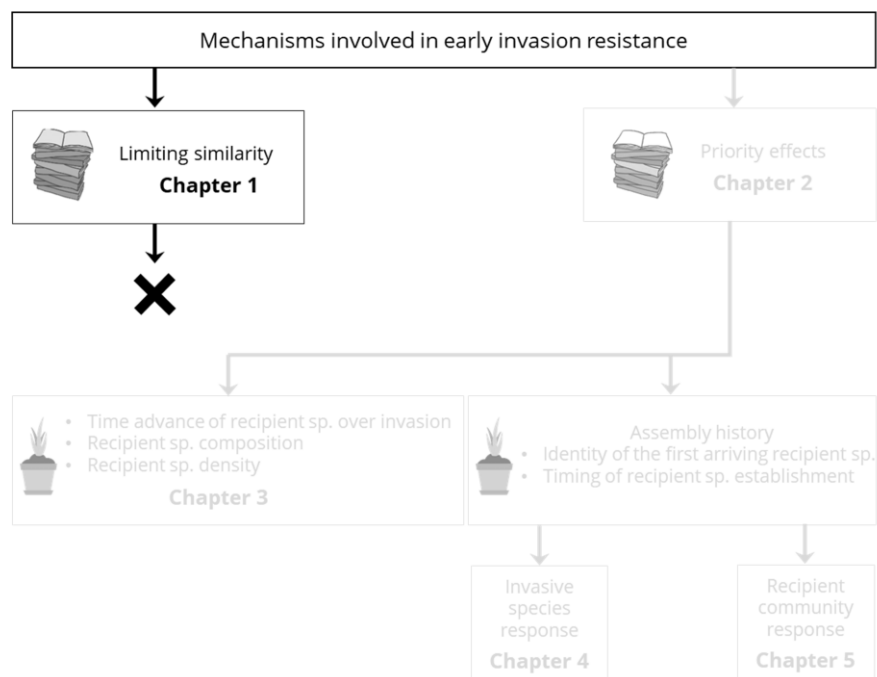 Mechanisms involved in early invasion resistance
Limiting similarity
Chapter 1
Priority effects
Chapter 2
• Time advance of recipient sp. over invasion
• Recipient sp. composition
• Recipient sp. density
Chapter 3
Assembly history
• Identity of the first arriving recipient sp.
• Timing of recipient sp. establishment
Invasive
species
response
Chapter 4
Recipient
community
response
Chapter 5